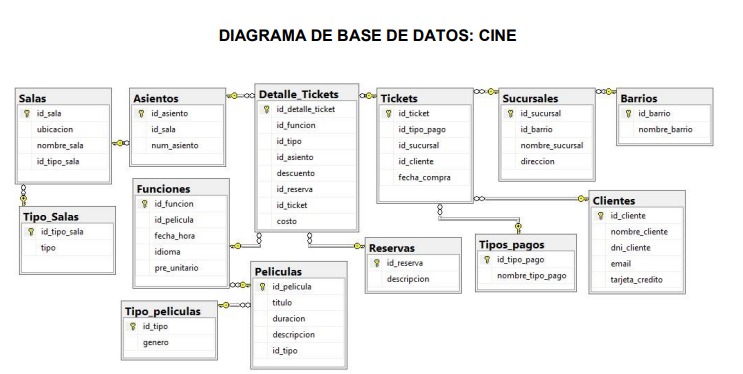 DIAGRAMA DE BASE DE DATOS: CINE
Salas
id_sala
ubicacion
nombre_sala
id_tipo_sala
Asientos
id_asiento
id_sala
num_asiento
Detalle_Tickets
id_detalle_ticket
id_funcion
id_tipo
id_asiento
descuento
id_reserva
id_ticket
costo
Tickets
id_ticket
id_tipo_pago
id_sucursal
id_cliente
fecha_compra
Sucursales
id_sucursal
id_barrio
nombre_sucursal
direccion
Barrios
id_barrio
nombre_barrio
Tipo_Salas
id_tipo_sala
tipo
Funciones
id_funcion
id_pelicula
fecha_hora
idioma
pre_unitario
Reservas
id_reserva
descripcion
Tipos_pagos
id_tipo_pago
nombre_tipo_pago
Clientes
id_cliente
nombre_cliente
dni_cliente
email
tarjeta_credito
Tipo_peliculas
id_tipo
genero
Peliculas
id_pelicula
titulo
duracion
descripcion
id_tipo